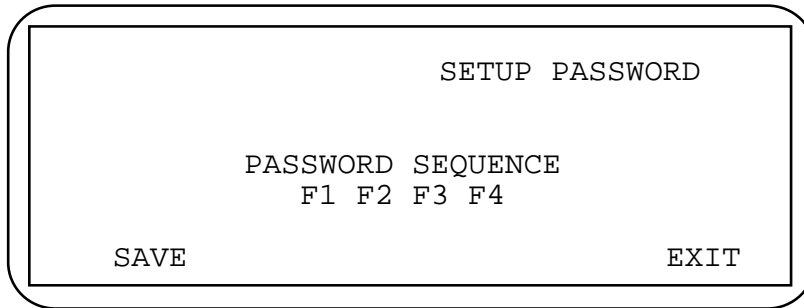 SETUP PASSWORD
PASSWORD SEQUENCE
F1 F2 F3 F4
SAVE EXIT